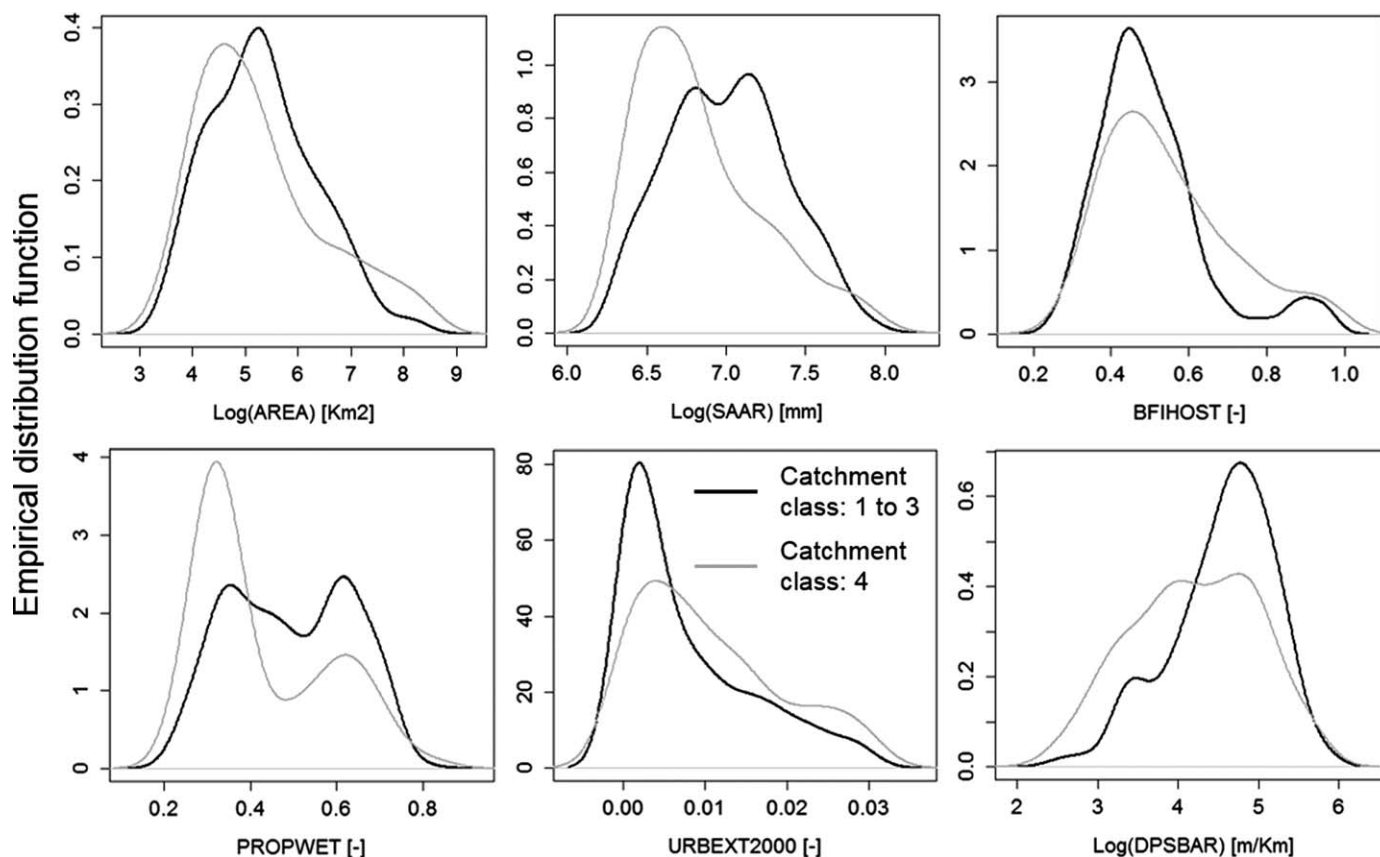 Empirical distribution function
0.0 0.1 0.2 0.3 0.4
3 4 5 6 7 8 9
Log(AREA) [Km2]
0.0 0.2 0.4 0.6 0.8 1.0
6.0 6.5 7.0 7.5 8.0
Log(SAAR) [mm]
0 1 2 3
0.2 0.4 0.6 0.8 1.0
BFIHOST [-]
0 1 2 3 4
0.2 0.4 0.6 0.8
PROPWET [-]
0 20 40 60 80
0.00 0.01 0.02 0.03
URBEXT2000 [-]
Catchment
class: 1 to 3
Catchment
class: 4
0.0 0.2 0.4 0.6
2 3 4 5 6
Log(DPSBAR) [m/Km]